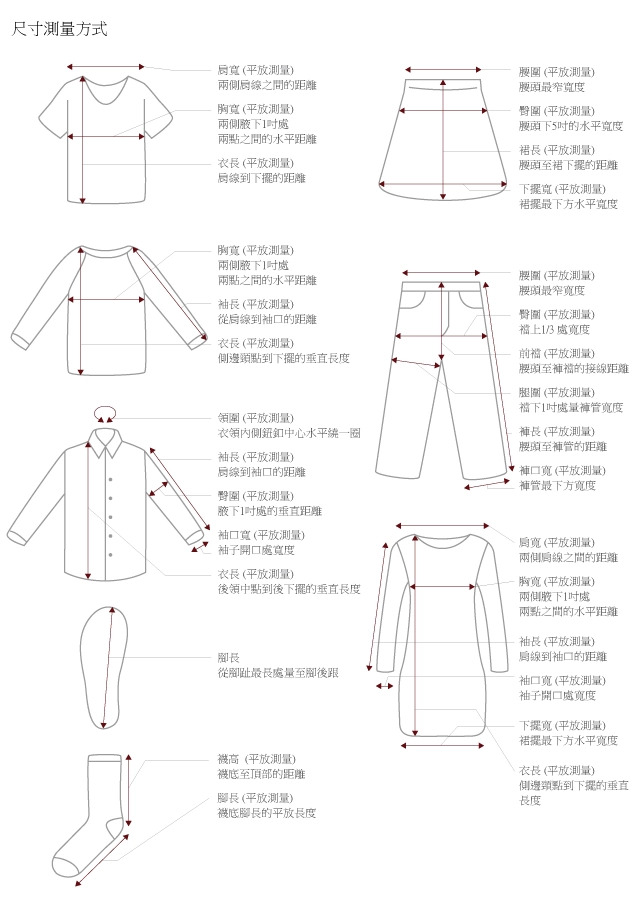 尺寸測量方式
肩寬 (平放測量)
兩側肩線之間的距離
胸寬 (平放測量)
兩側腋下1吋處
兩點之間的水平距離
衣長 (平放測量)
肩線到下擺的距離
胸寬 (平放測量)
兩側腋下1吋處
兩點之間的水平距離
袖長 (平放測量)
從肩線到袖口的距離
衣長 (平放測量)
側邊頸點到下擺的垂直長度
領圍 (平放測量)
衣領內側鈕釦中心水平繞一圈
袖長 (平放測量)
肩線到袖口的距離
臀圍 (平放測量)
腋下1吋處的垂直距離
袖口寬 (平放測量)
袖子開口處寬度
衣長 (平放測量)
後領中點到後下擺的垂直長度
腳長
從腳趾最長處量至腳後跟
襪高 (平放測量)
襪底至頂部的距離
腳長 (平放測量)
襪底腳長的平放長度
腰圍 (平放測量)
腰頭最窄寬度
臀圍 (平放測量)
腰頭下5吋的水平寬度
裙長 (平放測量)
腰頭至裙下擺的距離
下擺寬 (平放測量)
裙擺最下方水平寬度
腰圍 (平放測量)
腰頭最窄寬度
臀圍 (平放測量)
襠上1/3 處寬度
前襠 (平放測量)
腰頭至褲襠的接線距離
腿圍 (平放測量)
襠下1吋處量褲管寬度
褲長 (平放測量)
腰頭至褲管的距離
褲口寬 (平放測量)
褲管最下方寬度
肩寬 (平放測量)
兩側肩線之間的距離
胸寬 (平放測量)
兩側腋下1吋處
兩點之間的水平距離
袖長 (平放測量)
肩線到袖口的距離
袖口寬 (平放測量)
袖子開口處寬度
下擺寬 (平放測量)
裙擺最下方水平寬度
衣長 (平放測量)
側邊頸點到下擺的垂直
長度